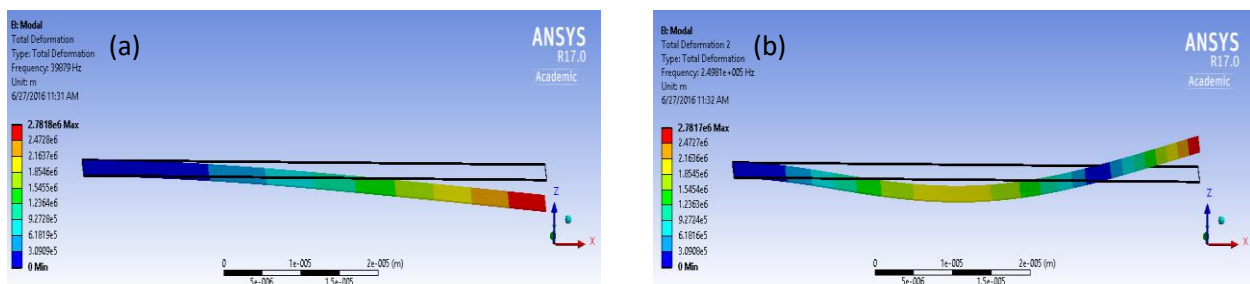 B: Modal
Total Deformation
Type: Total Deformation
Frequency: 39879 Hz
Unit: m
6/27/2016 11:31 AM
(a)
ANSYS
R17.0
Academic
2.7818e6 Max
2.4728e6
2.1637e6
1.8546e6
1.5455e6
1.2364e6
9.2728e5
6.1819e5
3.0909e5
0 Min
Z
X
0 1e-005 2e-005 (m)
5e-006 1.5e-005
B: Modal
Total Deformation 2
Type: Total Deformation
Frequency: 2.4981e+005 Hz
Unit: m
6/27/2016 11:32 AM
(b)
ANSYS
R17.0
Academic
2.7817e6 Max
2.4727e6
2.1636e6
1.8545e6
1.5454e6
1.2363e6
9.2724e5
6.1816e5
3.0908e5
0 Min
Z
X
0 1e-005 2e-005 (m)
5e-006 1.5e-005